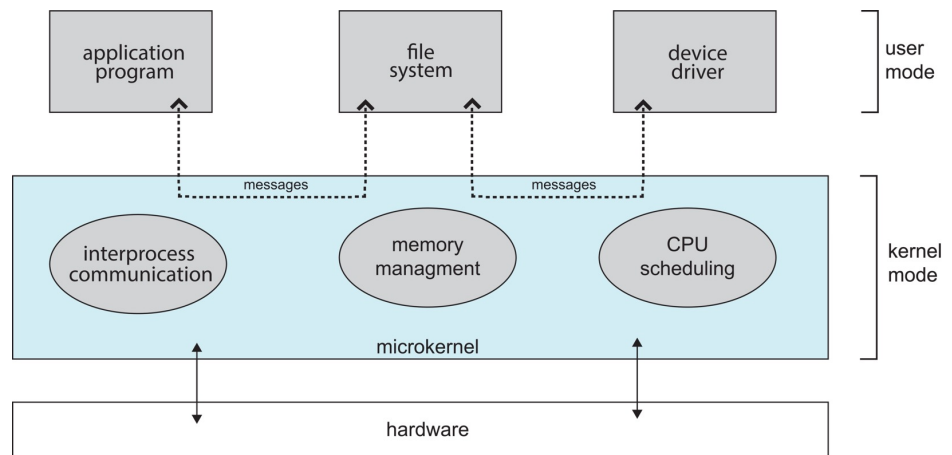 application
program
file
system
device
driver
user
mode
messages
messages
interprocess
communication
memory
managment
CPU
scheduling
kernel
mode
microkernel
hardware